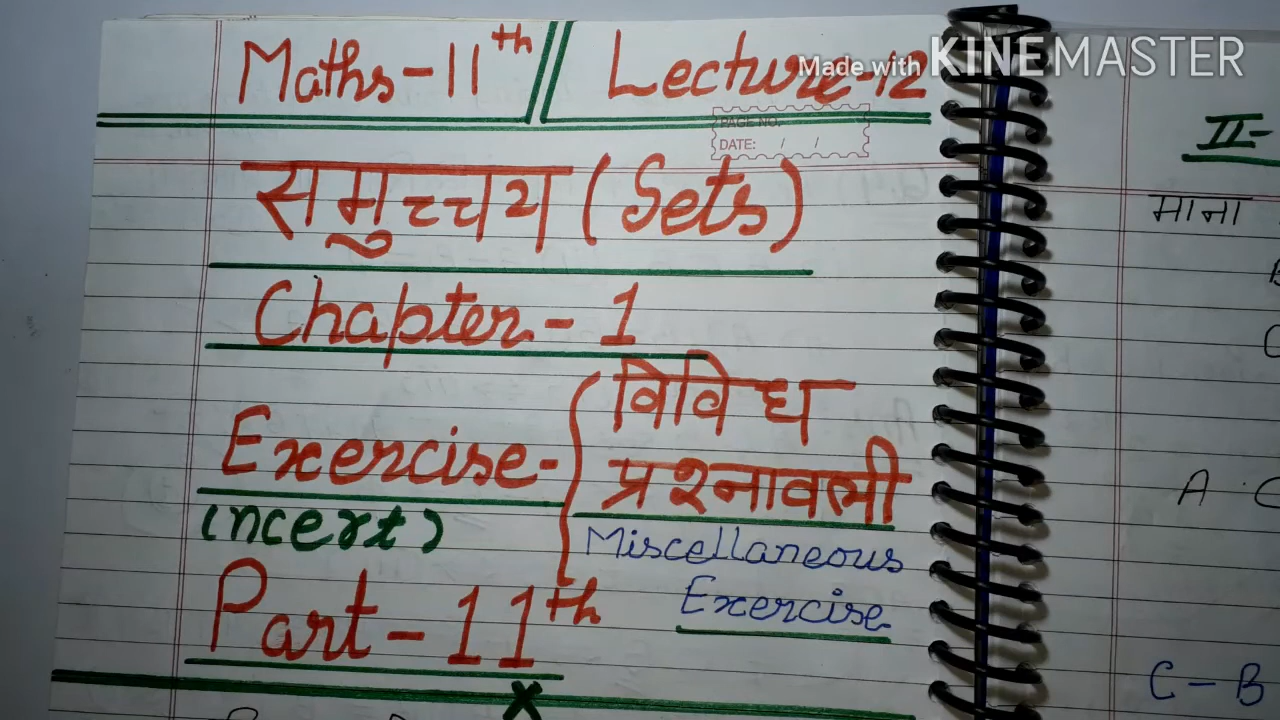 Maths-11th || Lecture-12
Made with KINEMASTER
PAGE NO.
DATE: / /
समुच्चय (Sets)
Chapter - 1
Exercise- { विविध
प्रश्नावली
(ncert)
Miscellaneous
Exercise
Part-11th
x
II-
माना
A
C - B